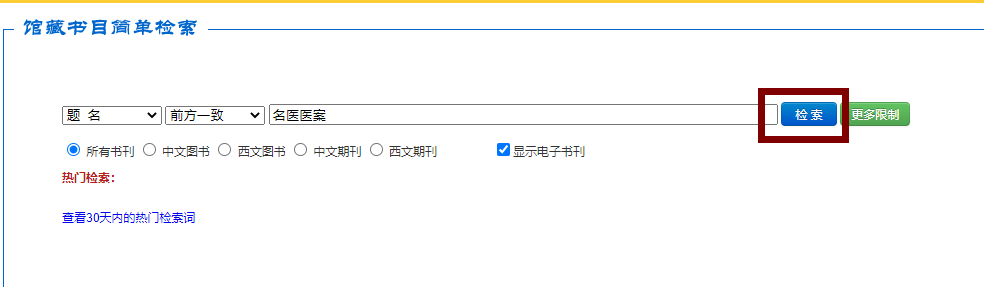 馆藏书目简单检索
题 名 前方一致 名医医案 检 索 更多限制
所有书刊 中文图书 西文图书 中文期刊 西文期刊 显示电子书刊
热门检索：
查看30天内的热门检索词